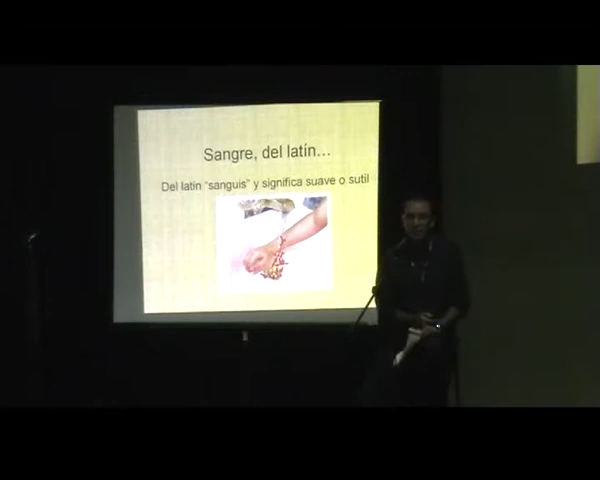 Sangre, del latín...
Del latín "sanguis" y significa suave o sutil